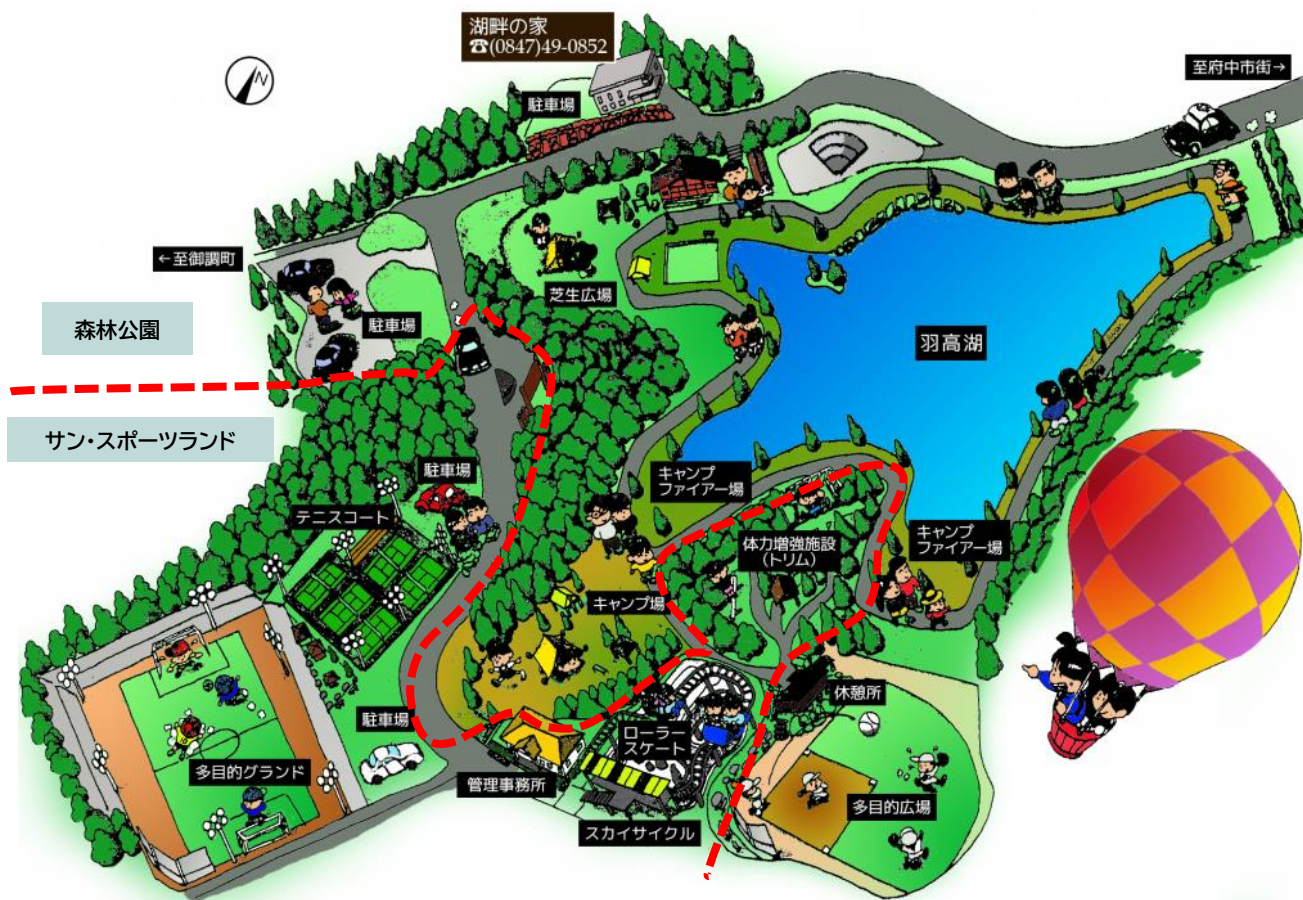 湖畔の家
☎(0847)49-0852
至府中市街→
N
駐車場
←至御調町
芝生広場
駐車場
森林公園
羽高湖
サン・スポーツランド
駐車場
キャンプ
ファイアー場
テニスコート
体力増強施設
(トリム)
キャンプ
ファイアー場
キャンプ場
休憩所
駐車場
ローラー
スケート
多目的グランド
管理事務所
多目的広場
スカイサイクル